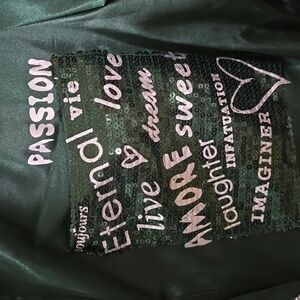 PASSION
vie love
Eternal dream
toujours live sweet
AMORE
laughter
INFATUATION
IMAGINER